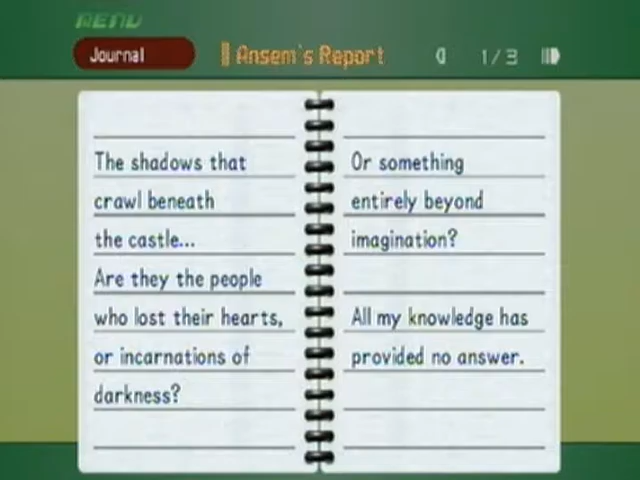 MENU
Journal
Ansem's Report
1/3
The shadows that
crawl beneath
the castle...
Are they the people
who lost their hearts,
or incarnations of
darkness?
Or something
entirely beyond
imagination?
All my knowledge has
provided no answer.